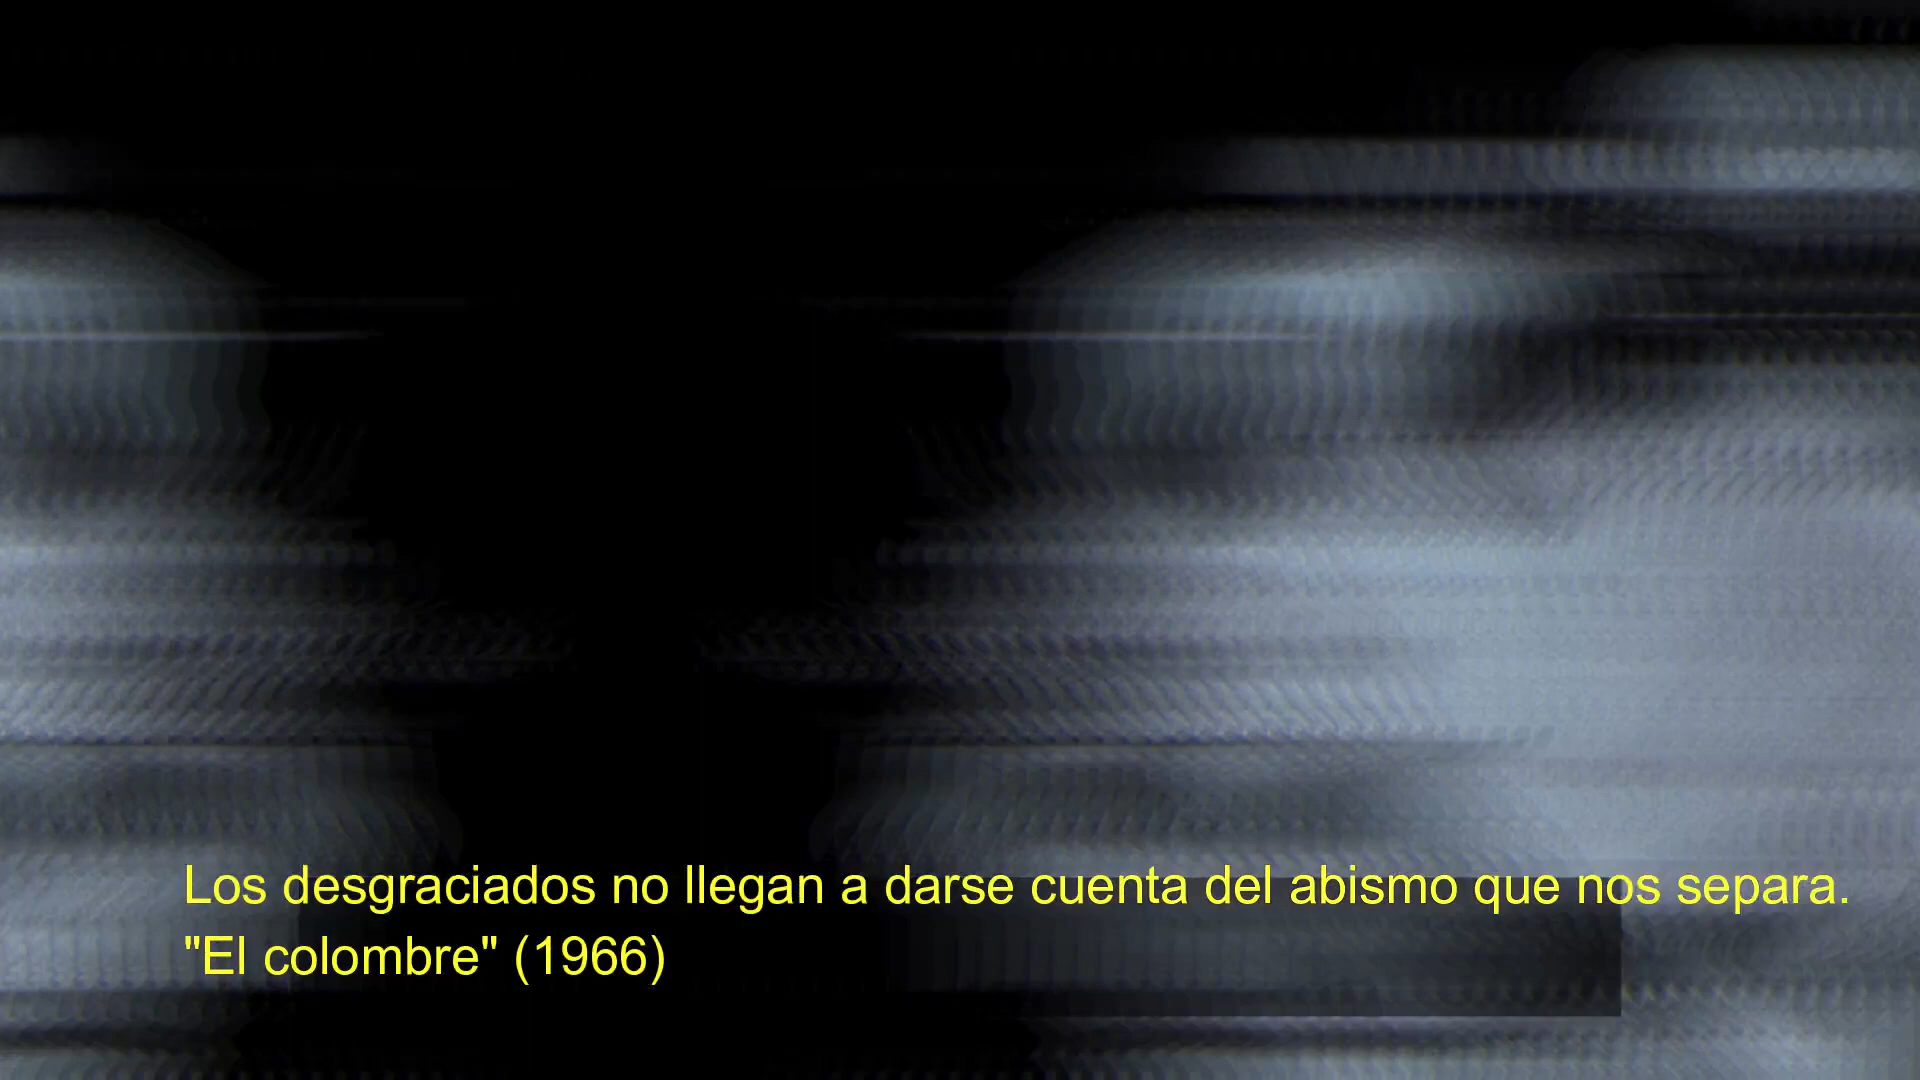 Los desgraciados no llegan a darse cuenta del abismo que nos separa.
"El colombre" (1966)